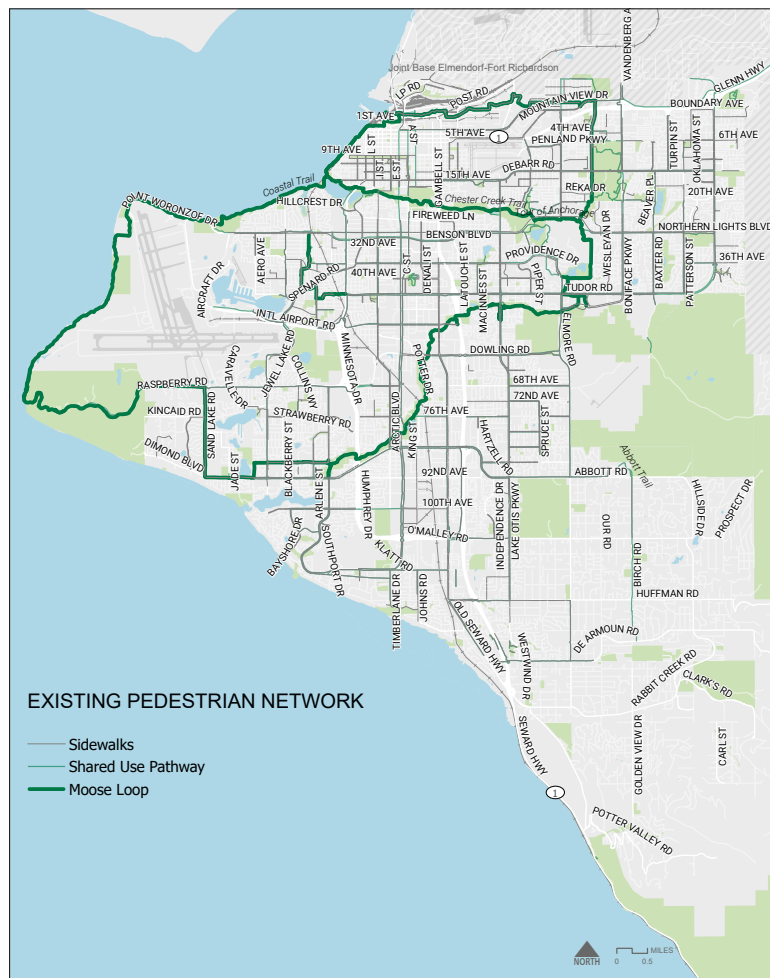 VANDENBERG A
GLENN HWY
Joint Base Elmendorf-Fort Richardson
LP RD
POST RD
MOUNTAIN VIEW DR
BOUNDARY AVE
1ST AVE
A ST
5TH AVE
1
4TH AVE
6TH AVE
PENLAND PKWY
TURPIN ST
OKLAHOMA ST
9TH AVE
L ST
I ST
E ST
GAMBELL ST
DEBARR RD
15TH AVE
Coastal Trail
REKA DR
20TH AVE
BEAVER PL
HILLCREST DR
Chester Creek Trail
POINT WORONZOF DR
FIREWEED LN
WESLEYAN DR
NORTHERN LIGHTS BLVD
BENSON BLVD
32ND AVE
PROVIDENCE DR
36TH AVE
AERO AVE
AIRCRAFT DR
SPENARD RD
40TH AVE
C ST
DENALI ST
LATOUCHE ST
MACINNES ST
PIPER ST
TUDOR RD
BONIFACE PKWY
BAXTER RD
PATTERSON ST
INTL AIRPORT RD
ELMORE RD
MINNESOTA DR
JEWEL LAKE RD
CARAVELLE DR
COLLINS WY
POTTER DR
DOWLING RD
RASPBERRY RD
68TH AVE
72ND AVE
KINCAID RD
SAND LAKE RD
STRAWBERRY RD
ARCTIC BLVD
KING ST
76TH AVE
SPRUCE ST
HARTZELL RD
DIMOND BLVD
JADE ST
BLACKBERRY ST
ARLENE ST
92ND AVE
ABBOTT RD
Abbott Trail
HUMPHREY DR
100TH AVE
INDEPENDENCE DR
LAKE OTIS PKWY
OUR RD
HILLSIDE DR
PROSPECT DR
BAYSHORE DR
SOUTHPORT DR
O'MALLEY RD
KLATT RD
BIRCH RD
TIMBERLANE DR
JOHNS RD
HUFFMAN RD
OLD SEWARD HWY
DE ARMOUN RD
WESTWIND DR
RABBIT CREEK RD
CLARK'S RD
EXISTING PEDESTRIAN NETWORK
Sidewalks
Shared Use Pathway
Moose Loop
SEWARD HWY
GOLDEN VIEW DR
CARL ST
1
POTTER VALLEY RD
NORTH
MILES
0 0.5